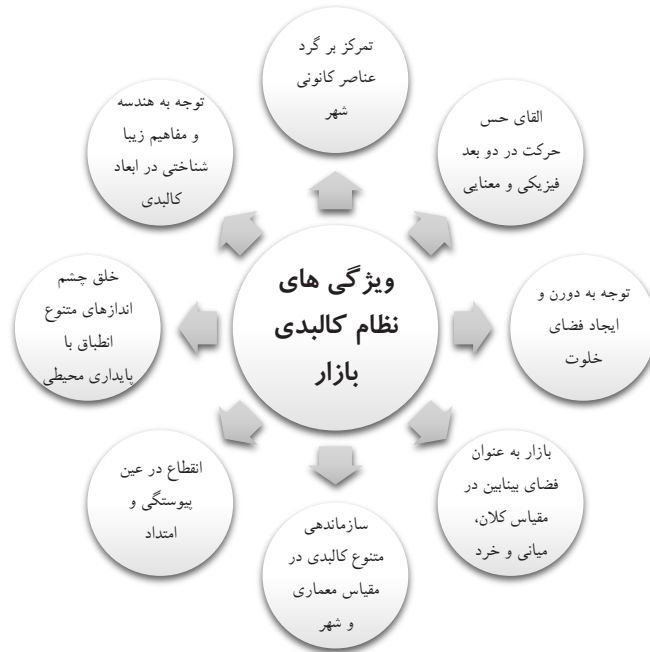 تمرکز بر گرد
عناصر کانونی
شهر
القای حس
حرکت در دو بعد
فیزیکی و معنایی
توجه به دورن و
ایجاد فضای
خلوت
بازار به عنوان
فضای بینابین در
مقیاس کلان،
میانی و خرد
سازماندهی
متنوع کالبدی در
مقیاس معماری
و شهر
انقطاع در عین
پیوستگی و
امتداد
خلق چشم
اندازهای متنوع
انطباق با
پایداری محیطی
توجه به هندسه
و مفاهیم زیبا
شناختی در ابعاد
کالبدی
ویژگی های
نظام کالبدی
بازار